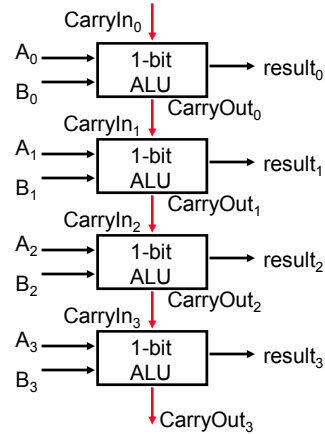 CarryIn₀
A₀
B₀
1-bit
ALU
result₀
CarryOut₀
CarryIn₁
A₁
B₁
1-bit
ALU
result₁
CarryOut₁
CarryIn₂
A₂
B₂
1-bit
ALU
result₂
CarryOut₂
CarryIn₃
A₃
B₃
1-bit
ALU
result₃
CarryOut₃